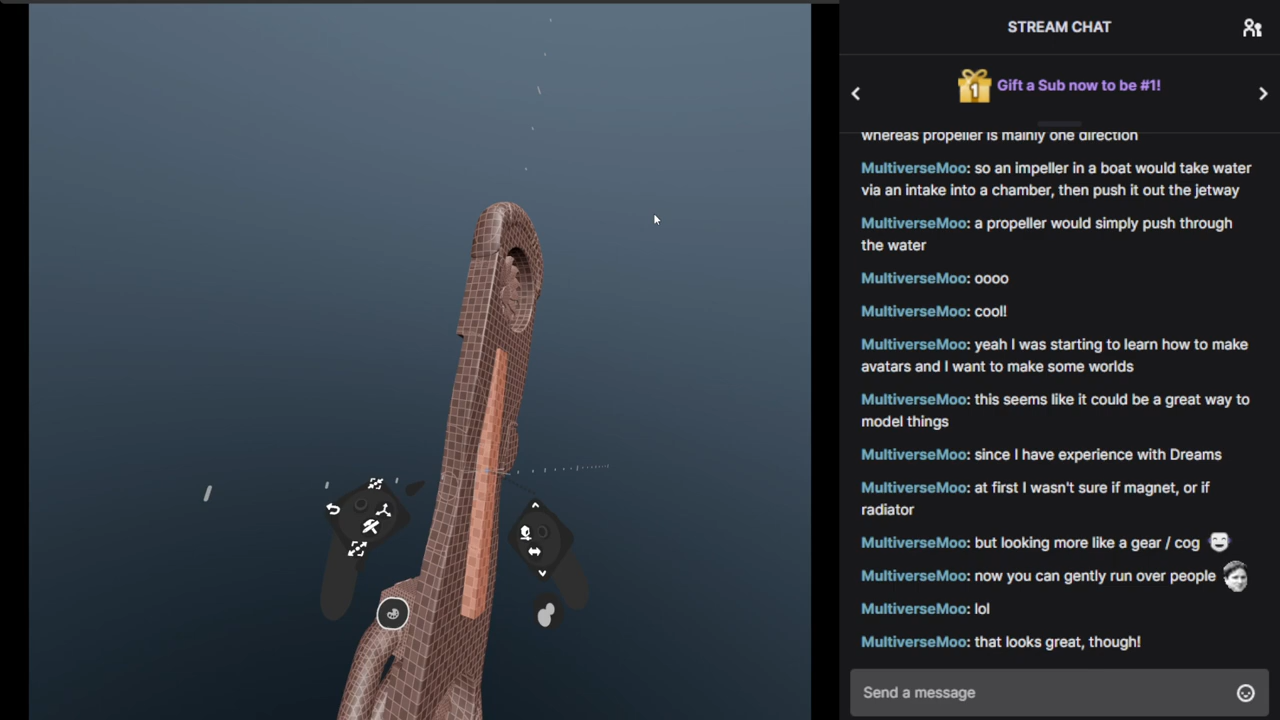 STREAM CHAT
1 Gift a Sub now to be #1!
whereas propeller is mainly one direction
MultiverseMoo: so an impeller in a boat would take water
via an intake into a chamber, then push it out the jetway
MultiverseMoo: a propeller would simply push through
the water
MultiverseMoo: oooo
MultiverseMoo: cool!
MultiverseMoo: yeah I was starting to learn how to make
avatars and I want to make some worlds
MultiverseMoo: this seems like it could be a great way to
model things
MultiverseMoo: since I have experience with Dreams
MultiverseMoo: at first I wasn't sure if magnet, or if
radiator
MultiverseMoo: but looking more like a gear / cog
MultiverseMoo: now you can gently run over people
MultiverseMoo: lol
MultiverseMoo: that looks great, though!
Send a message